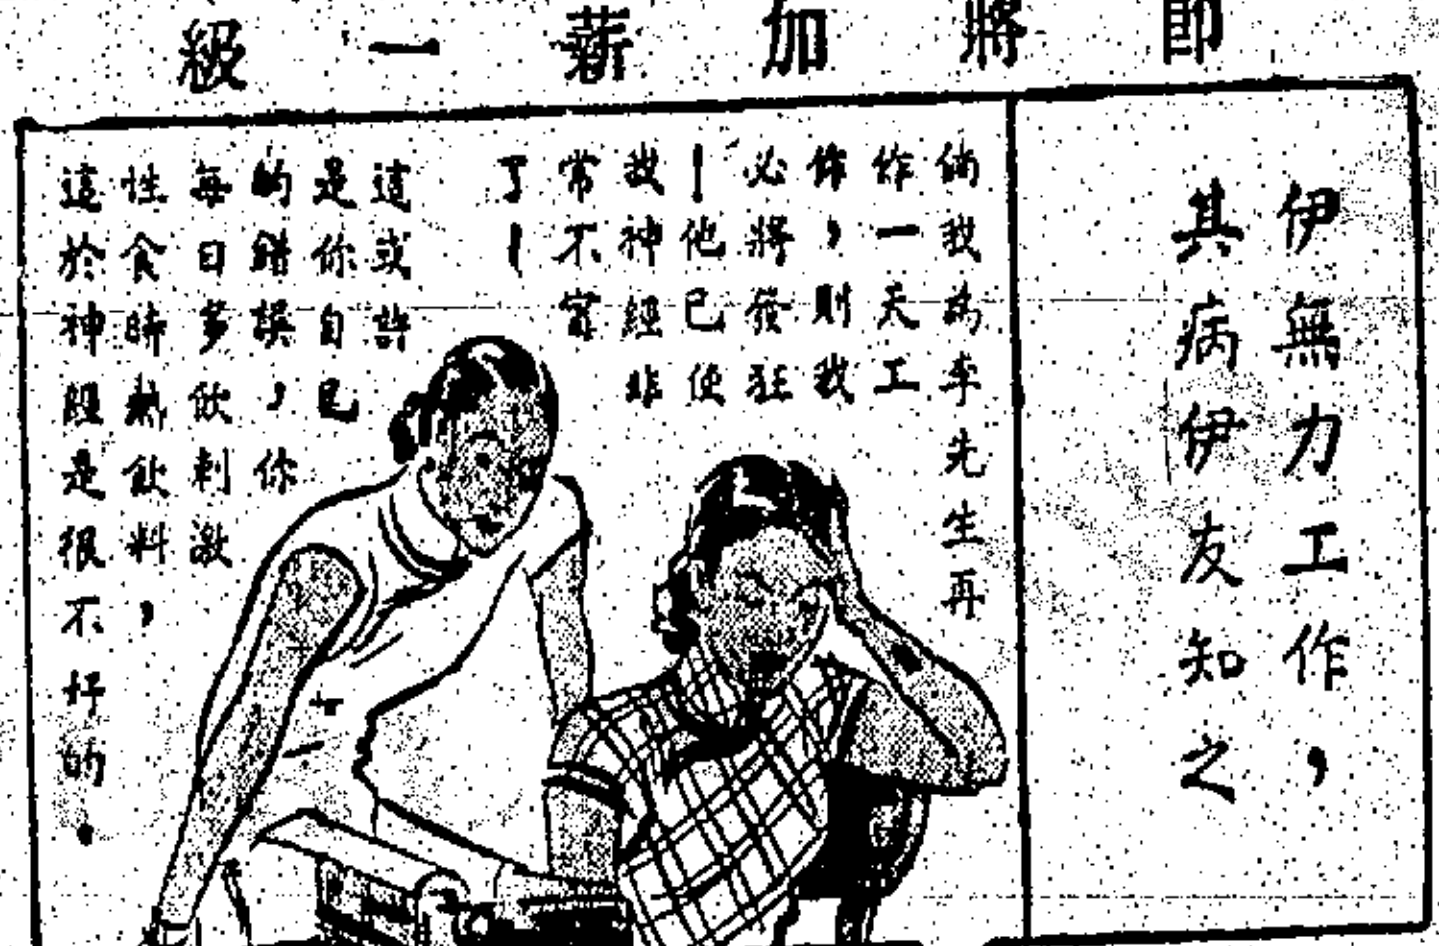 即將加薪一級
伊無力工作，
其病伊友知之
倘我為李先生再
作一天工
作，則我
必將發狂
—他已使
我神經非
常不甯
了—
這或許
是你自己
的錯誤，你
每日多飲刺激
性食時熱飲料，
這於神經是很不好的。